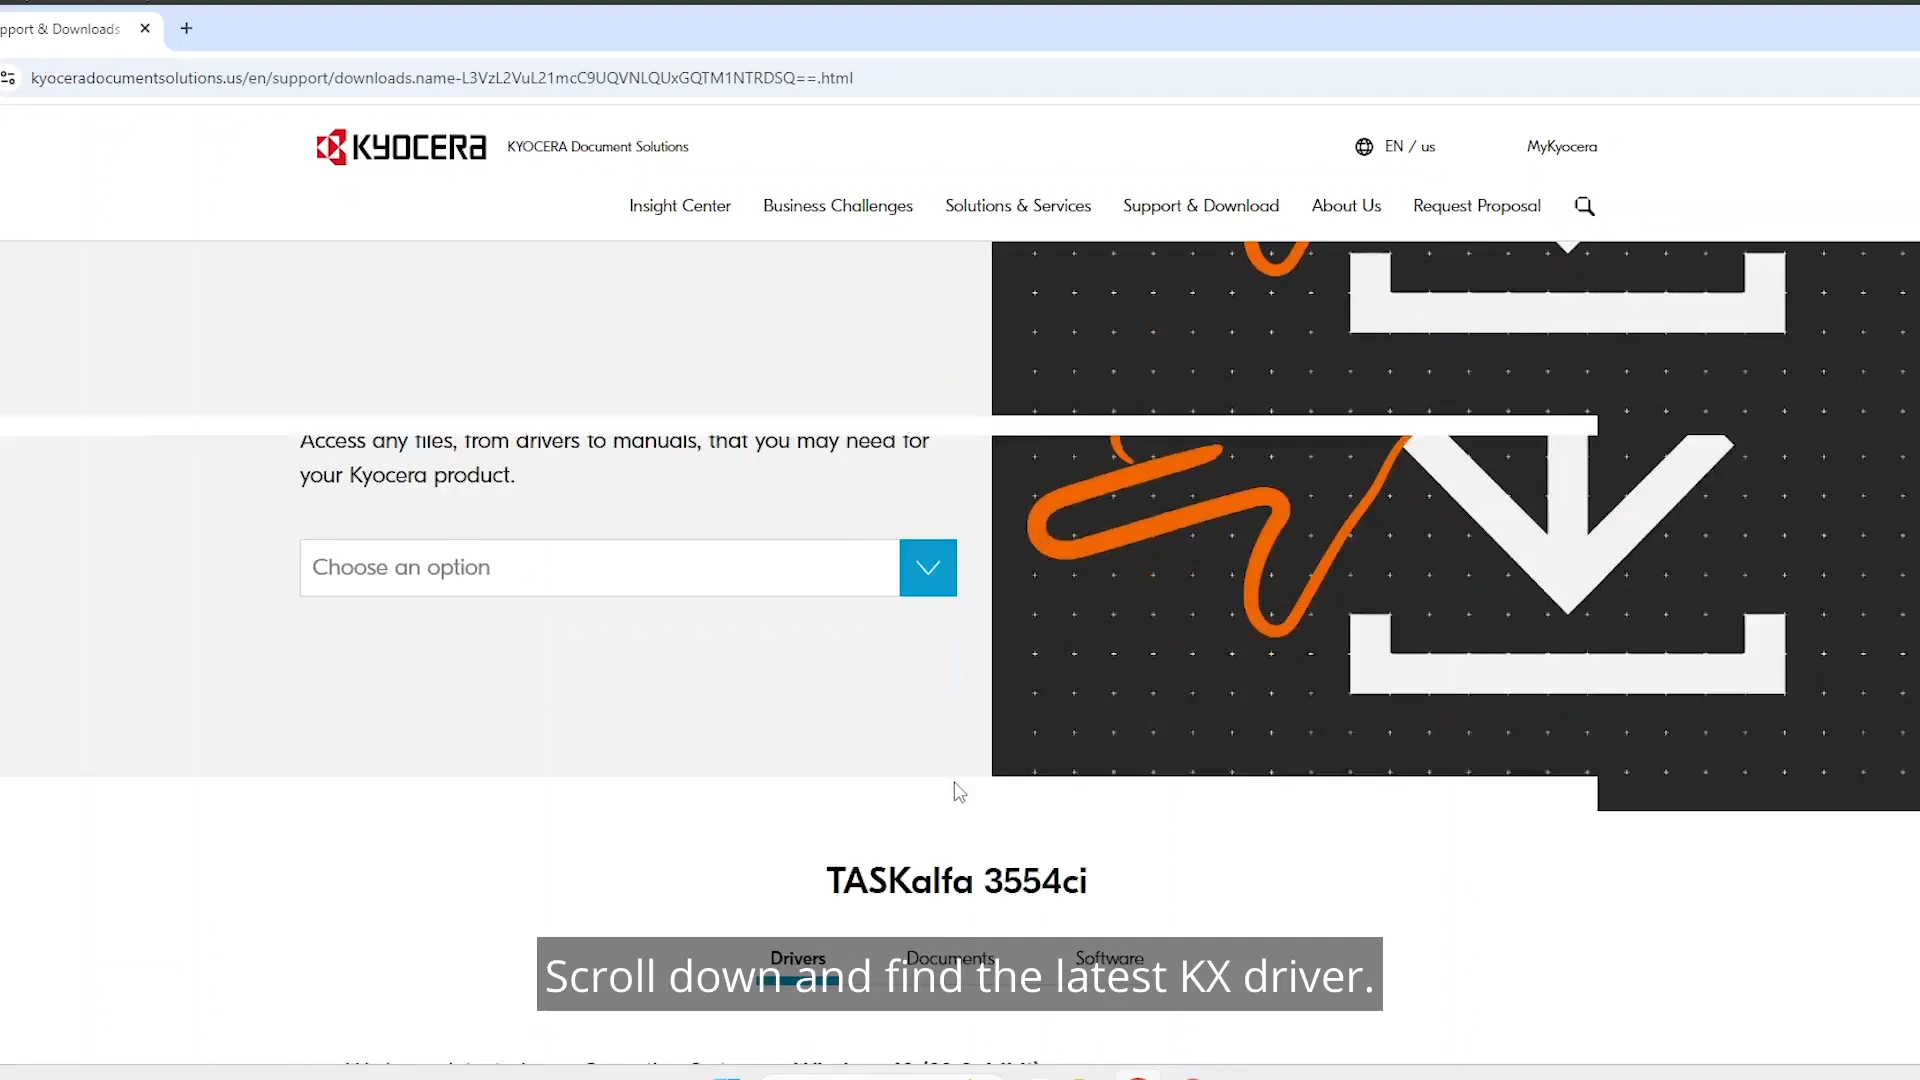 pport & Downloads
kyoceradocumentsolutions.us/en/support/downloads.name-L3VzL2VuL21mcC9UQVNLQUxGQTM1NTRDSQ==.html
KYOCERA KYOCERA Document Solutions EN / us MyKyocera
Insight Center Business Challenges Solutions & Services Support & Download About Us Request Proposal
Access any files, from drivers to manuals, that you may need for
your Kyocera product.
Choose an option
TASKalfa 3554ci
Drivers Documents Software
Scroll down and find the latest KX driver.